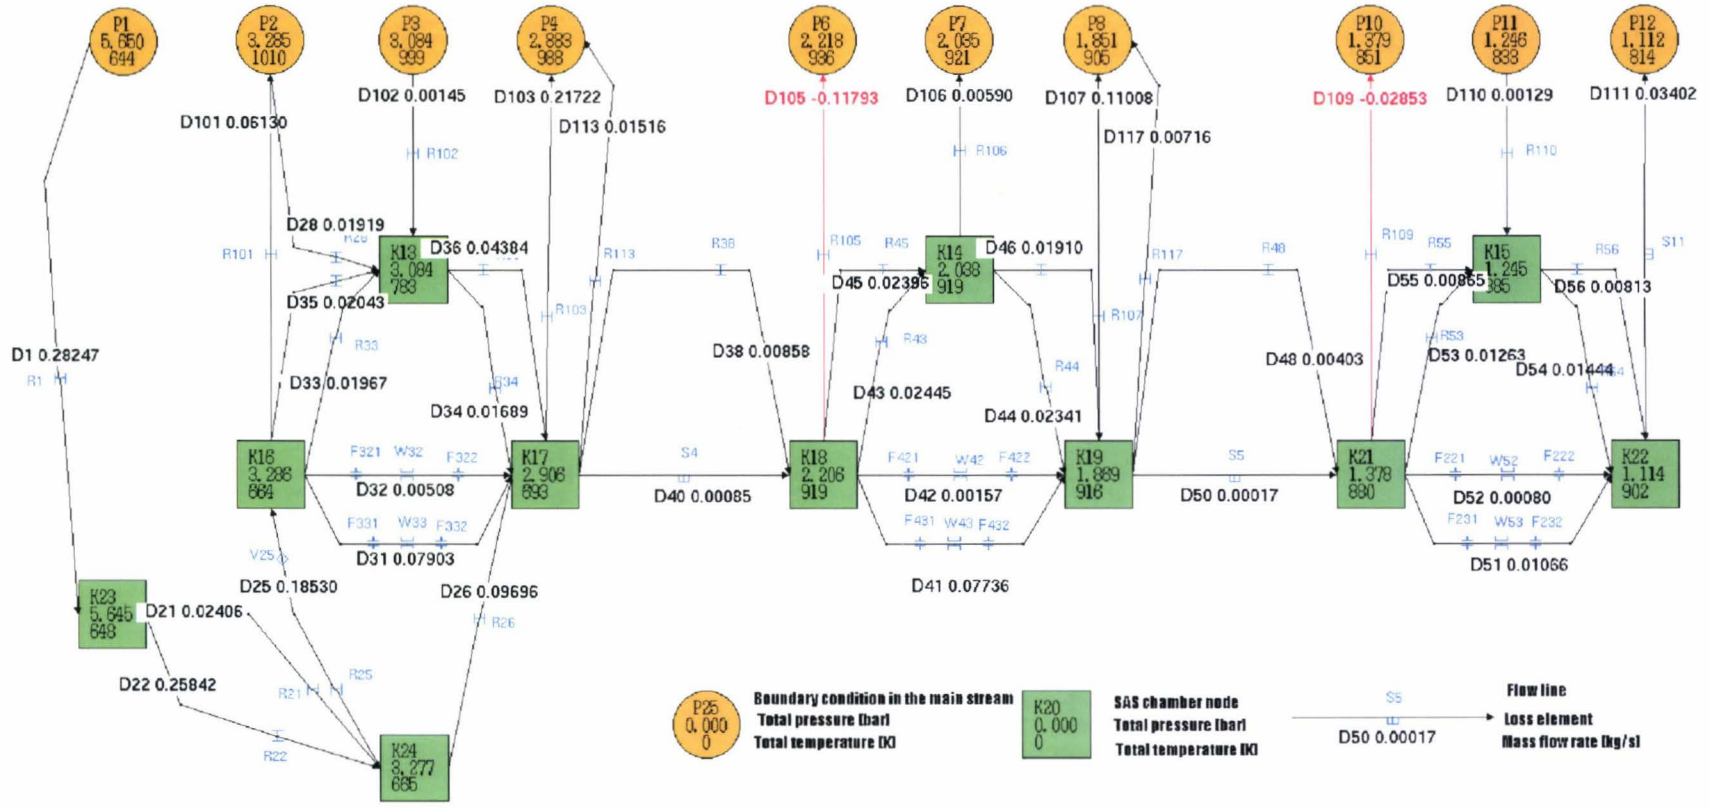 P1
5.650
644
P2
3.285
1010
P3
3.084
999
P4
2.883
988
P6
2.218
936
P7
2.035
921
P8
1.851
905
P10
1.379
851
P11
1.246
833
P12
1.112
814
D101 0.06130
D102 0.00145
D103 0.21722
D113 0.01516
D105 -0.11793
D106 0.00590
D107 0.11008
D117 0.00716
D109 -0.02853
D110 0.00129
D111 0.03402
R102
R106
R110
D28 0.01919
R28
R101
K13
3.084
783
D36 0.04384
R113
R38
R105
R45
K14
2.038
919
D46 0.01910
R117
R48
R109
R55
K15
1.245
885
R56
S11
D35 0.02043
D45 0.02396
D55 0.00865
D56 0.00813
R103
R107
R33
R43
R53
D1 0.28247
R1
D33 0.01967
R34
D34 0.01689
D38 0.00858
D43 0.02445
R44
D44 0.02341
D48 0.00403
D53 0.01263
D54 0.01444
K16
3.286
664
F321
W32
F322
D32 0.00508
K17
2.906
693
S4
D40 0.00085
K18
2.206
919
F421
W42
F422
D42 0.00157
K19
1.869
916
S5
D50 0.00017
K21
1.378
880
F221
W52
F222
D52 0.00080
K22
1.114
902
F331
W33
F332
D31 0.07903
F431
W43
F432
D41 0.07736
F231
W53
F232
D51 0.01066
V25
D25 0.18530
D26 0.09696
R26
K23
5.645
648
D21 0.02406
D22 0.25842
R21
R25
R22
K24
3.277
665
P25
0.000
0
Boundary condition in the main stream
Total pressure [bar]
Total temperature [K]
K20
0.000
0
SAS chamber node
Total pressure [bar]
Total temperature [K]
S5
D50 0.00017
Flow line
Loss element
Mass flow rate [kg/s]